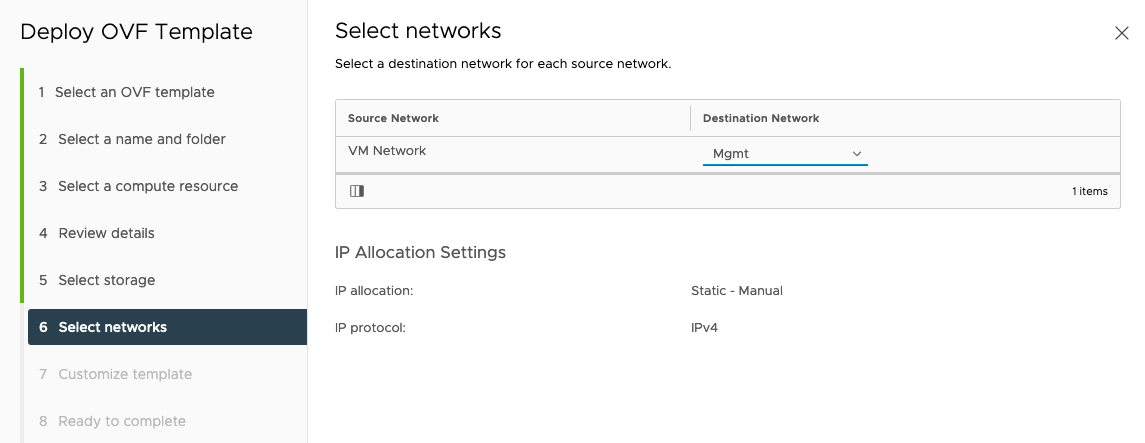 Deploy OVF Template
1 Select an OVF template
2 Select a name and folder
3 Select a compute resource
4 Review details
5 Select storage
6 Select networks
7 Customize template
8 Ready to complete
Select networks
Select a destination network for each source network.
Source Network Destination Network
VM Network Mgmt
1 items
IP Allocation Settings
IP allocation: Static - Manual
IP protocol: IPv4